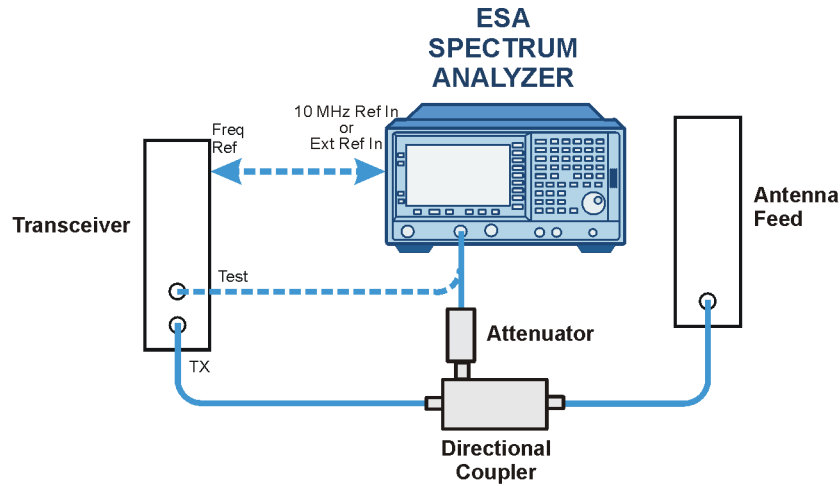 ESA
SPECTRUM
ANALYZER
10 MHz Ref In
or
Ext Ref In
Freq
Ref
Transceiver
Antenna
Feed
Test
Attenuator
TX
Directional
Coupler